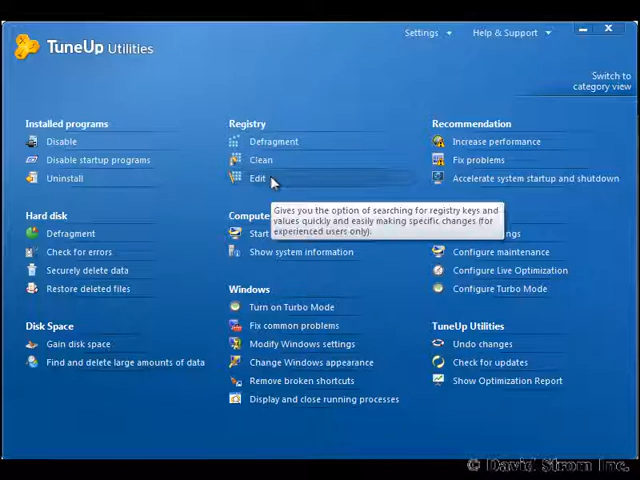 TuneUp Utilities
Settings
Help & Support
Switch to
category view
Installed programs
Disable
Disable startup programs
Uninstall
Hard disk
Defragment
Check for errors
Securely delete data
Restore deleted files
Disk Space
Gain disk space
Find and delete large amounts of data
Registry
Defragment
Clean
Edit
Gives you the option of searching for registry keys and
values quickly and easily making specific changes (for
experienced users only).
Compute
Start
Show system information
Windows
Turn on Turbo Mode
Fix common problems
Modify Windows settings
Change Windows appearance
Remove broken shortcuts
Display and close running processes
Recommendation
Increase performance
Fix problems
Accelerate system startup and shutdown
ngs
Configure maintenance
Configure Live Optimization
Configure Turbo Mode
TuneUp Utilities
Undo changes
Check for updates
Show Optimization Report
© David Strom Inc.